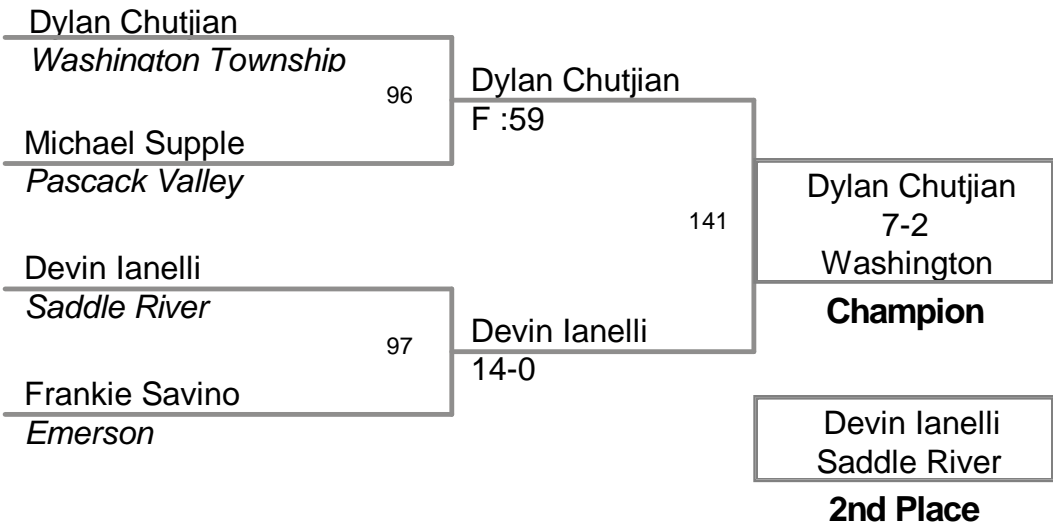 Dylan Chutjian
Washington Township
96
Michael Supple
Pascack Valley
Dylan Chutjian
F :59
Devin Ianelli
Saddle River
97
Frankie Savino
Emerson
Devin Ianelli
14-0
141
Dylan Chutjian
7-2
Washington
Champion
Devin Ianelli
Saddle River
2nd Place